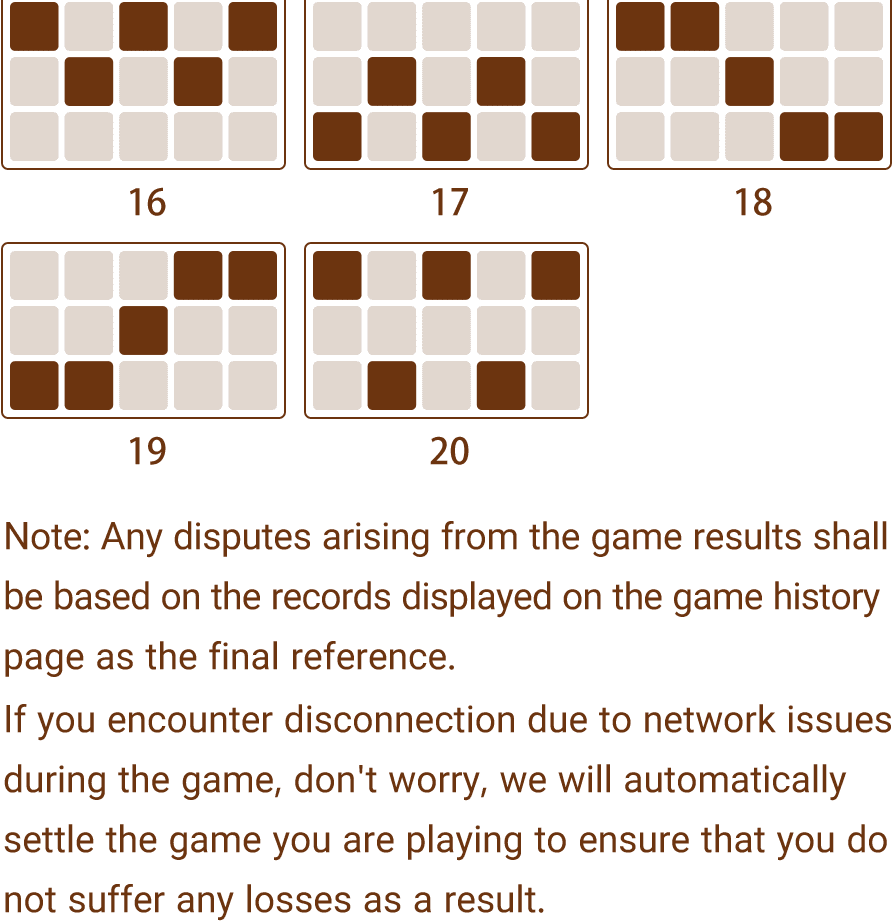 16 17 18
19 20
Note: Any disputes arising from the game results shall
be based on the records displayed on the game history
page as the final reference.
If you encounter disconnection due to network issues
during the game, don't worry, we will automatically
settle the game you are playing to ensure that you do
not suffer any losses as a result.